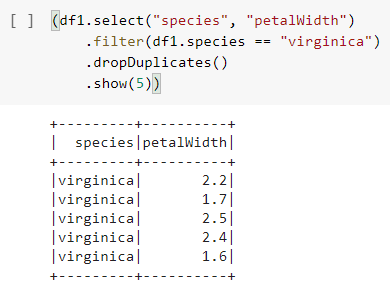 [ ] (df1.select("species", "petalWidth")
    .filter(df1.species == "virginica")
    .dropDuplicates()
    .show(5))
+---------+----------+
|  species|petalWidth|
+---------+----------+
|virginica|       2.2|
|virginica|       1.7|
|virginica|       2.5|
|virginica|       2.4|
|virginica|       1.6|
+---------+----------+